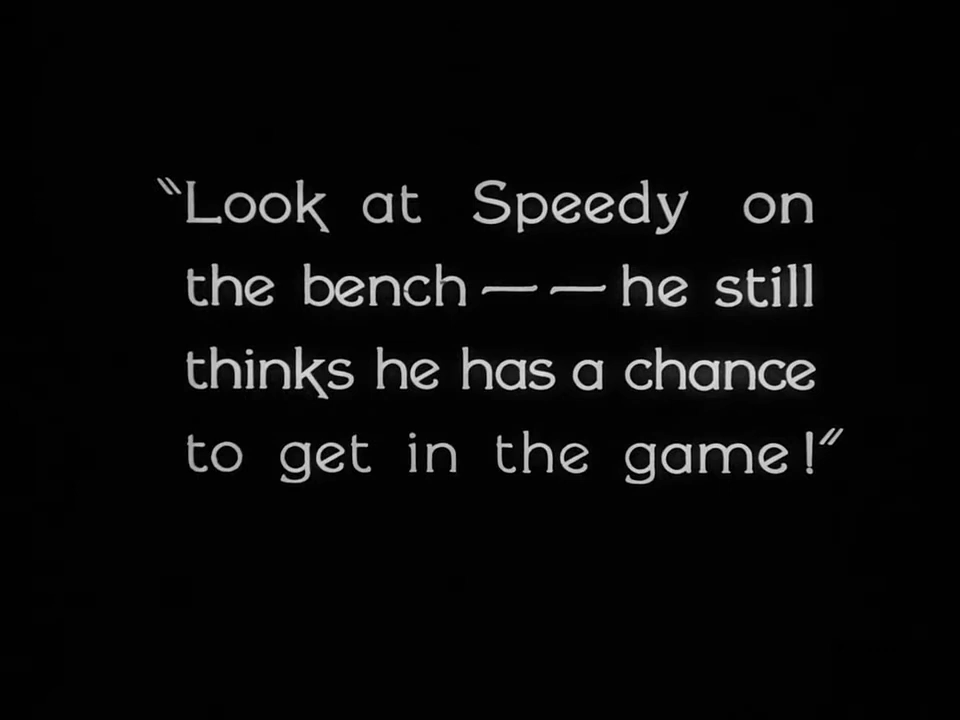 “Look at Speedy on
the bench — — he still
thinks he has a chance
to get in the game!”